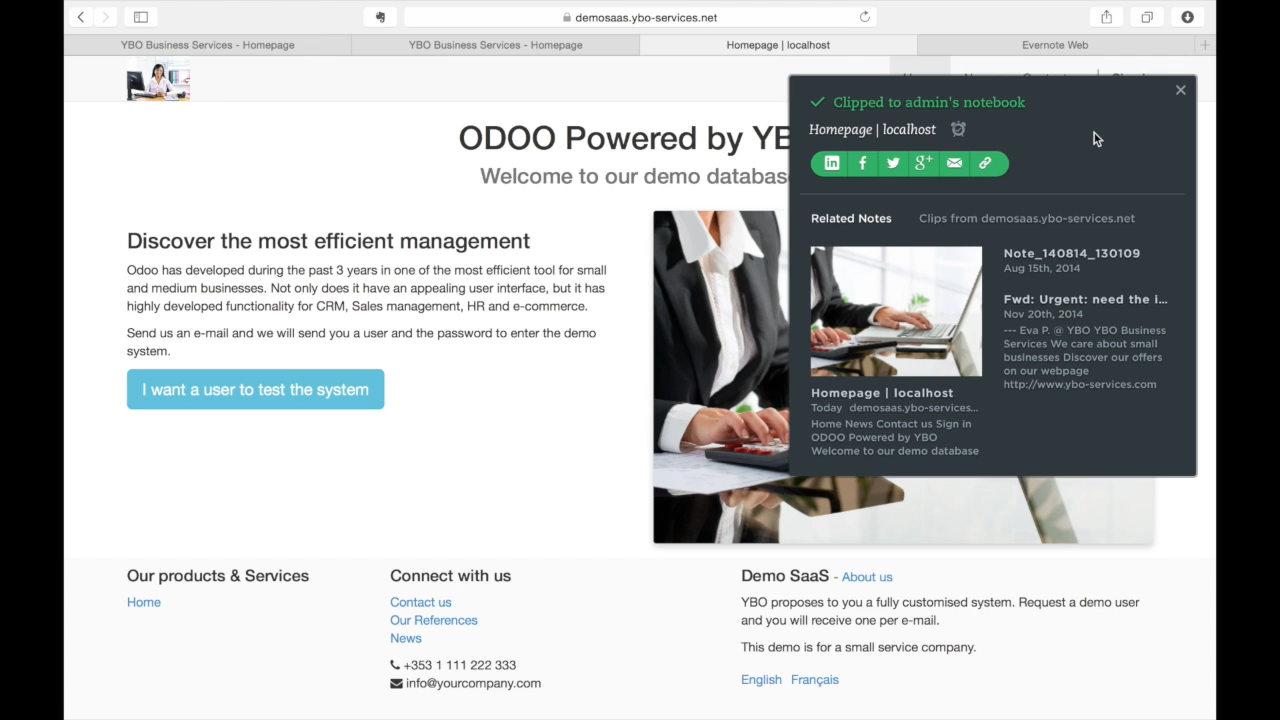 demosaas.ybo-services.net
YBO Business Services - Homepage
YBO Business Services - Homepage
Homepage | localhost
Evernote Web
ODOO Powered by YB
Welcome to our demo databas
Discover the most efficient management
Odoo has developed during the past 3 years in one of the most efficient tool for small
and medium businesses. Not only does it have an appealing user interface, but it has
highly developed functionality for CRM, Sales management, HR and e-commerce.
Send us an e-mail and we will send you a user and the password to enter the demo
system.
I want a user to test the system
Clipped to admin's notebook
Homepage | localhost
Related Notes
Clips from demosaas.ybo-services.net
Homepage | localhost
Today demosaas.ybo-services...
Home News Contact us Sign in
ODOO Powered by YBO
Welcome to our demo database
Note_140814_130109
Aug 15th, 2014
Fwd: Urgent: need the i...
Nov 20th, 2014
--- Eva P. @ YBO YBO Business
Services We care about small
businesses Discover our offers
on our webpage
http://www.ybo-services.com
Our products & Services
Home
Connect with us
Contact us
Our References
News
+353 1 111 222 333
info@yourcompany.com
Demo SaaS - About us
YBO proposes to you a fully customised system. Request a demo user
and you will receive one per e-mail.
This demo is for a small service company.
English Français